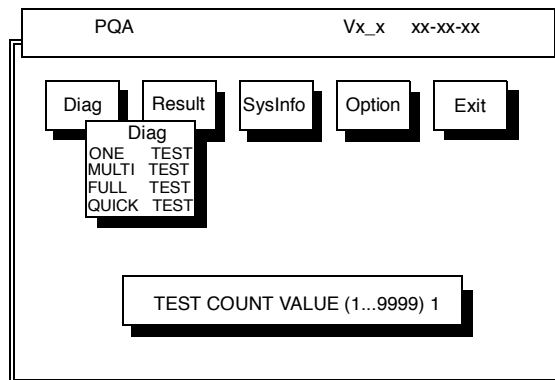 PQA Vx_x xx-xx-xx
Diag Result SysInfo Option Exit
Diag
ONE TEST
MULTI TEST
FULL TEST
QUICK TEST
TEST COUNT VALUE (1...9999) 1